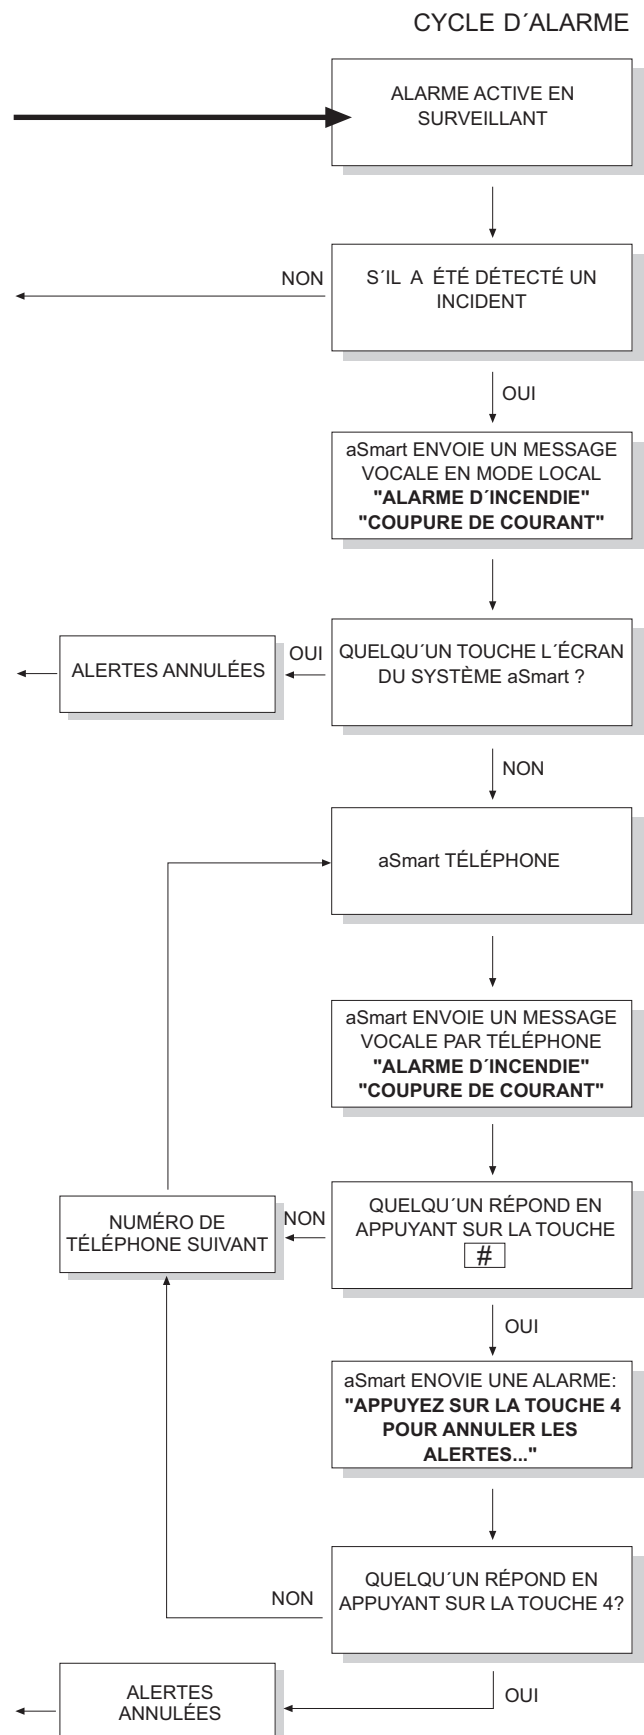 CYCLE D´ALARME
ALARME ACTIVE EN
SURVEILLANT
NON
S´IL A ÉTÉ DÉTECTÉ UN
INCIDENT
OUI
aSmart ENVOIE UN MESSAGE
VOCALE EN MODE LOCAL
"ALARME D´INCENDIE"
"COUPURE DE COURANT"
ALERTES ANNULÉES
OUI
QUELQU´UN TOUCHE L´ÉCRAN
DU SYSTÈME aSmart ?
NON
aSmart TÉLÉPHONE
aSmart ENVOIE UN MESSAGE
VOCALE PAR TÉLÉPHONE
"ALARME D´INCENDIE"
"COUPURE DE COURANT"
NUMÉRO DE
TÉLÉPHONE SUIVANT
NON
QUELQU´UN RÉPOND EN
APPUYANT SUR LA TOUCHE
#
OUI
aSmart ENOVIE UNE ALARME:
"APPUYEZ SUR LA TOUCHE 4
POUR ANNULER LES
ALERTES..."
NON
QUELQU´UN RÉPOND EN
APPUYANT SUR LA TOUCHE 4?
OUI
ALERTES
ANNULÉES